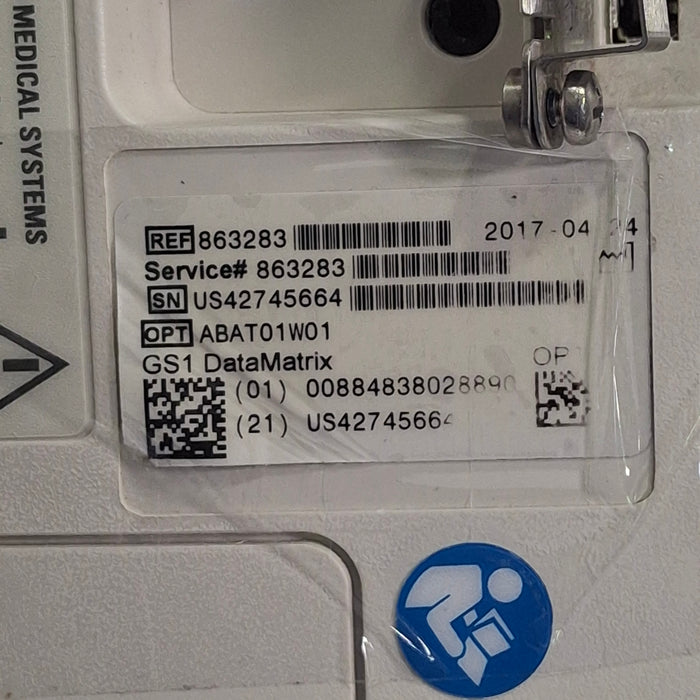 MEDICAL SYSTEMS
REF 863283 2017-04 24
Service# 863283
SN US42745664
OPT ABAT01W01
GS1 DataMatrix
OP
(01) 00884838028890
(21) US42745664